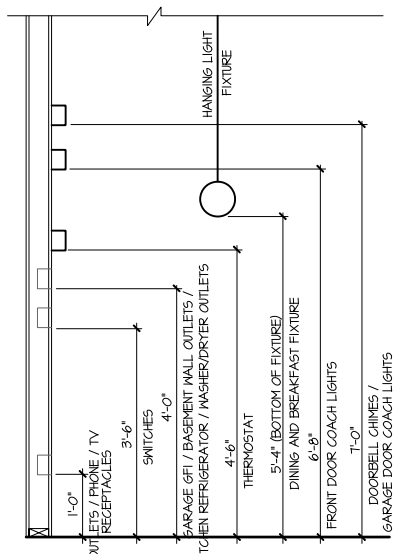 HANGING LIGHT
FIXTURE
1'-0"
OUTLETS / PHONE / TV
RECEPTACLES
3'-6"
SWITCHES
4'-0"
GARAGE GFI / BASEMENT WALL OUTLETS /
TCHEN REFRIGERATOR / WASHER/DRYER OUTLETS
4'-6"
THERMOSTAT
5'-4" (BOTTOM OF FIXTURE)
DINING AND BREAKFAST FIXTURE
6'-8"
FRONT DOOR COACH LIGHTS
7'-0"
DOORBELL CHIMES /
GARAGE DOOR COACH LIGHTS